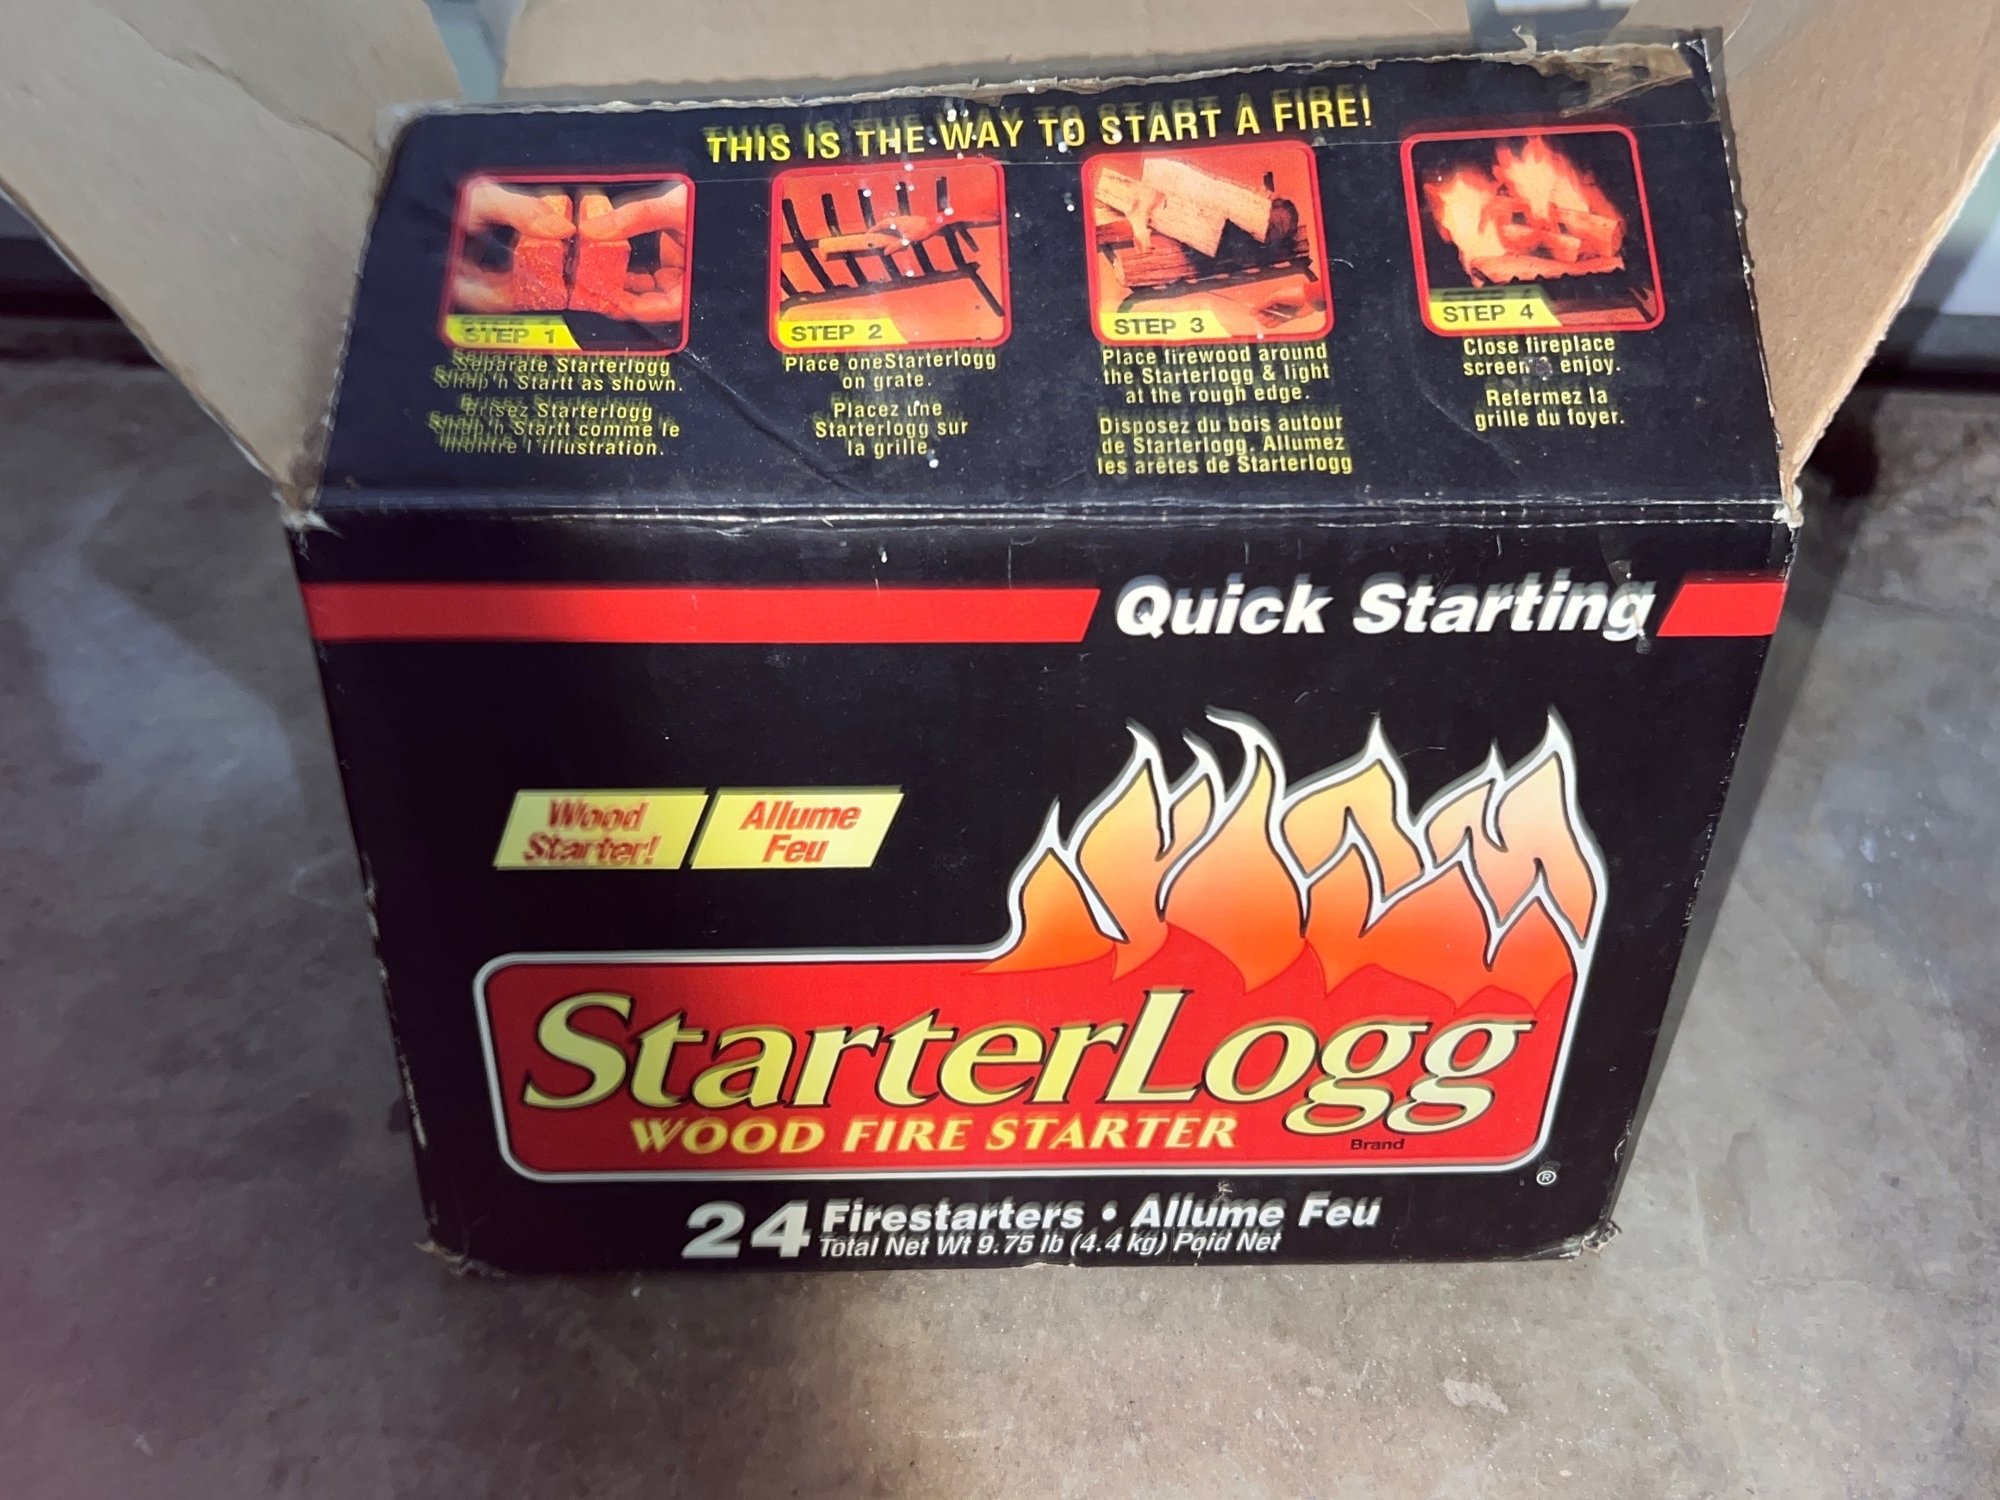 THIS IS THE WAY TO START A FIRE!
STEP 1
Separate Starterlogg
Snap 'n Startt as shown.
Brisez Starterlogg
Snap 'n Startt comme le
montre l'illustration.
STEP 2
Place oneStarterlogg
on grate.
Placez une
Starterlogg sur
la grille.
STEP 3
Place firewood around
the Starterlogg & light
at the rough edge.
Disposez du bois autour
de Starterlogg. Allumez
les arêtes de Starterlogg
STEP 4
Close fireplace
screen enjoy.
Refermez la
grille du foyer.
Quick Starting
Wood
Starter!
Allume
Feu
StarterLogg
WOOD FIRE STARTER
Brand
®
24 Firestarters • Allume Feu
Total Net Wt 9.75 lb (4.4 kg) Poid Net